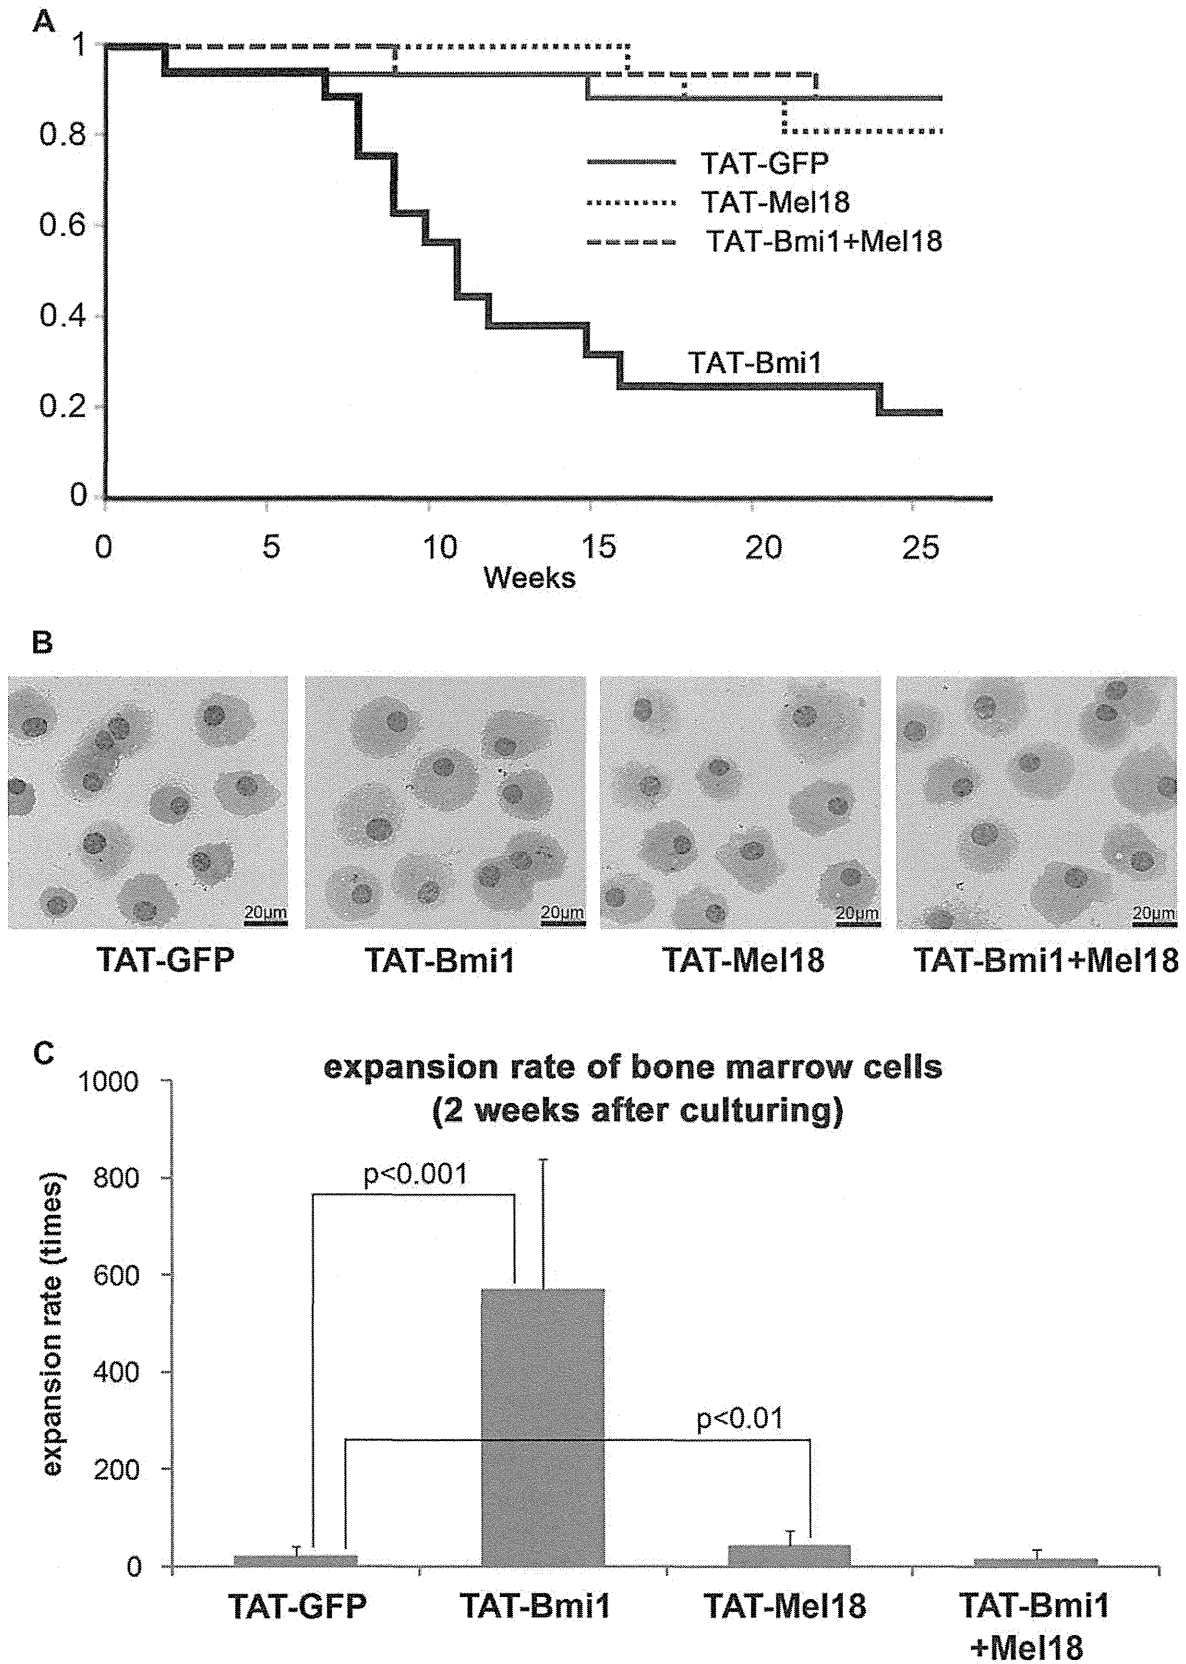 A
1
0.8
0.6
0.4
0.2
0
TAT-GFP
TAT-Mel18
TAT-Bmi1+Mel18
TAT-Bmi1
0 5 10 15 20 25
Weeks
B
20µm 20µm 20µm 20µm
TAT-GFP TAT-Bmi1 TAT-Mel18 TAT-Bmi1+Mel18
C
expansion rate of bone marrow cells
(2 weeks after culturing)
expansion rate (times)
1000
800
600
400
200
0
p<0.001
p<0.01
TAT-GFP TAT-Bmi1 TAT-Mel18 TAT-Bmi1
+Mel18